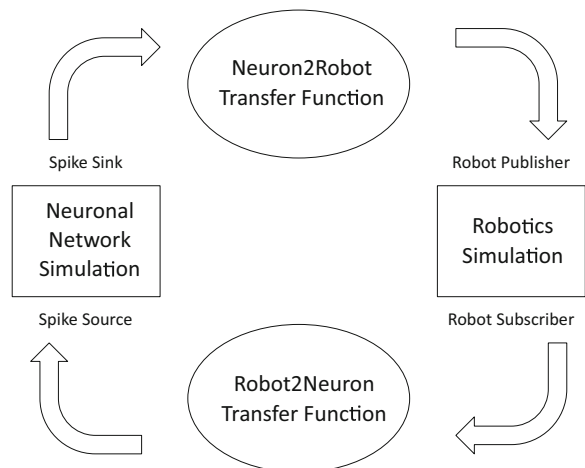 Neuron2Robot
Transfer Function
Spike Sink
Robot Publisher
Neuronal
Network
Simulation
Robotics
Simulation
Spike Source
Robot Subscriber
Robot2Neuron
Transfer Function